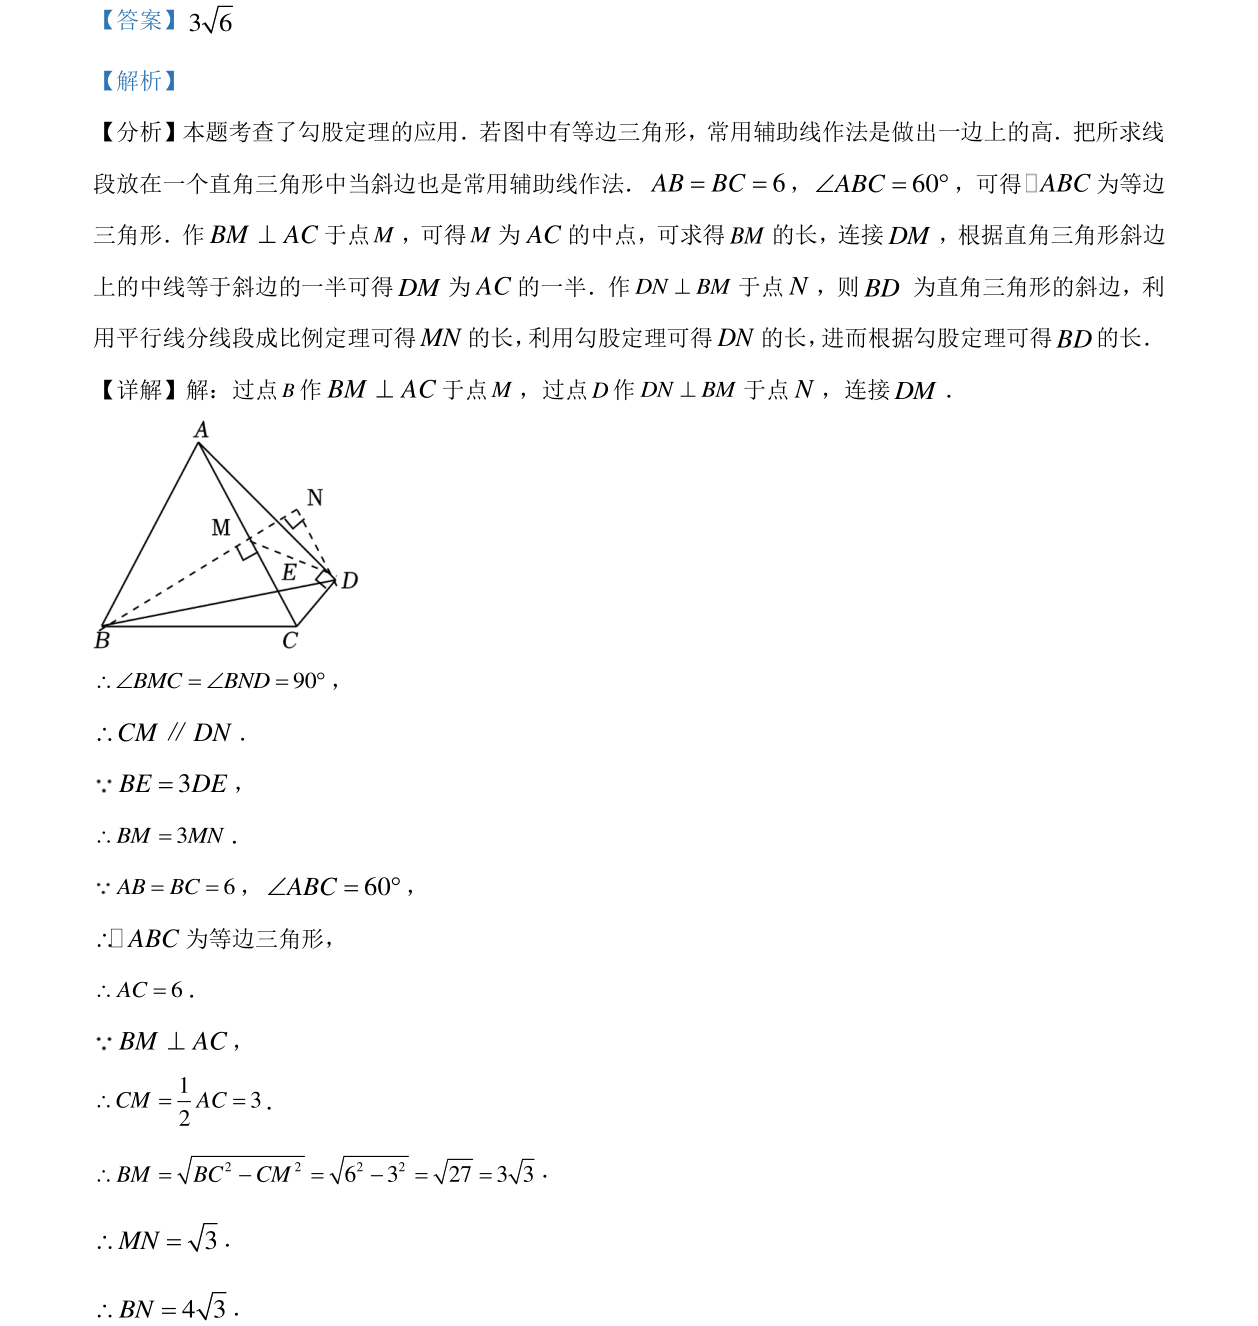 【答案】3√6
【解析】
【分析】本题考查了勾股定理的应用．若图中有等边三角形，常用辅助线作法是做出一边上的高．把所求线
段放在一个直角三角形中当斜边也是常用辅助线作法．AB = BC = 6，∠ABC = 60°，可得□ABC 为等边
三角形．作 BM ⊥ AC 于点 M，可得 M 为 AC 的中点，可求得 BM 的长，连接 DM，根据直角三角形斜边
上的中线等于斜边的一半可得 DM 为 AC 的一半．作 DN ⊥ BM 于点 N，则 BD 为直角三角形的斜边，利
用平行线分线段成比例定理可得 MN 的长，利用勾股定理可得 DN 的长，进而根据勾股定理可得 BD 的长．
【详解】解：过点 B 作 BM ⊥ AC 于点 M，过点 D 作 DN ⊥ BM 于点 N，连接 DM．
A
N
M
E
D
B
C
∴∠BMC = ∠BND = 90°，
∴CM ∥ DN．
∵BE = 3DE，
∴BM = 3MN．
∵AB = BC = 6，∠ABC = 60°，
∴□ABC 为等边三角形，
∴AC = 6．
∵BM ⊥ AC，
∴CM = 1/2 AC = 3．
∴BM = √(BC² − CM²) = √(6² − 3²) = √27 = 3√3．
∴MN = √3．
∴BN = 4√3．